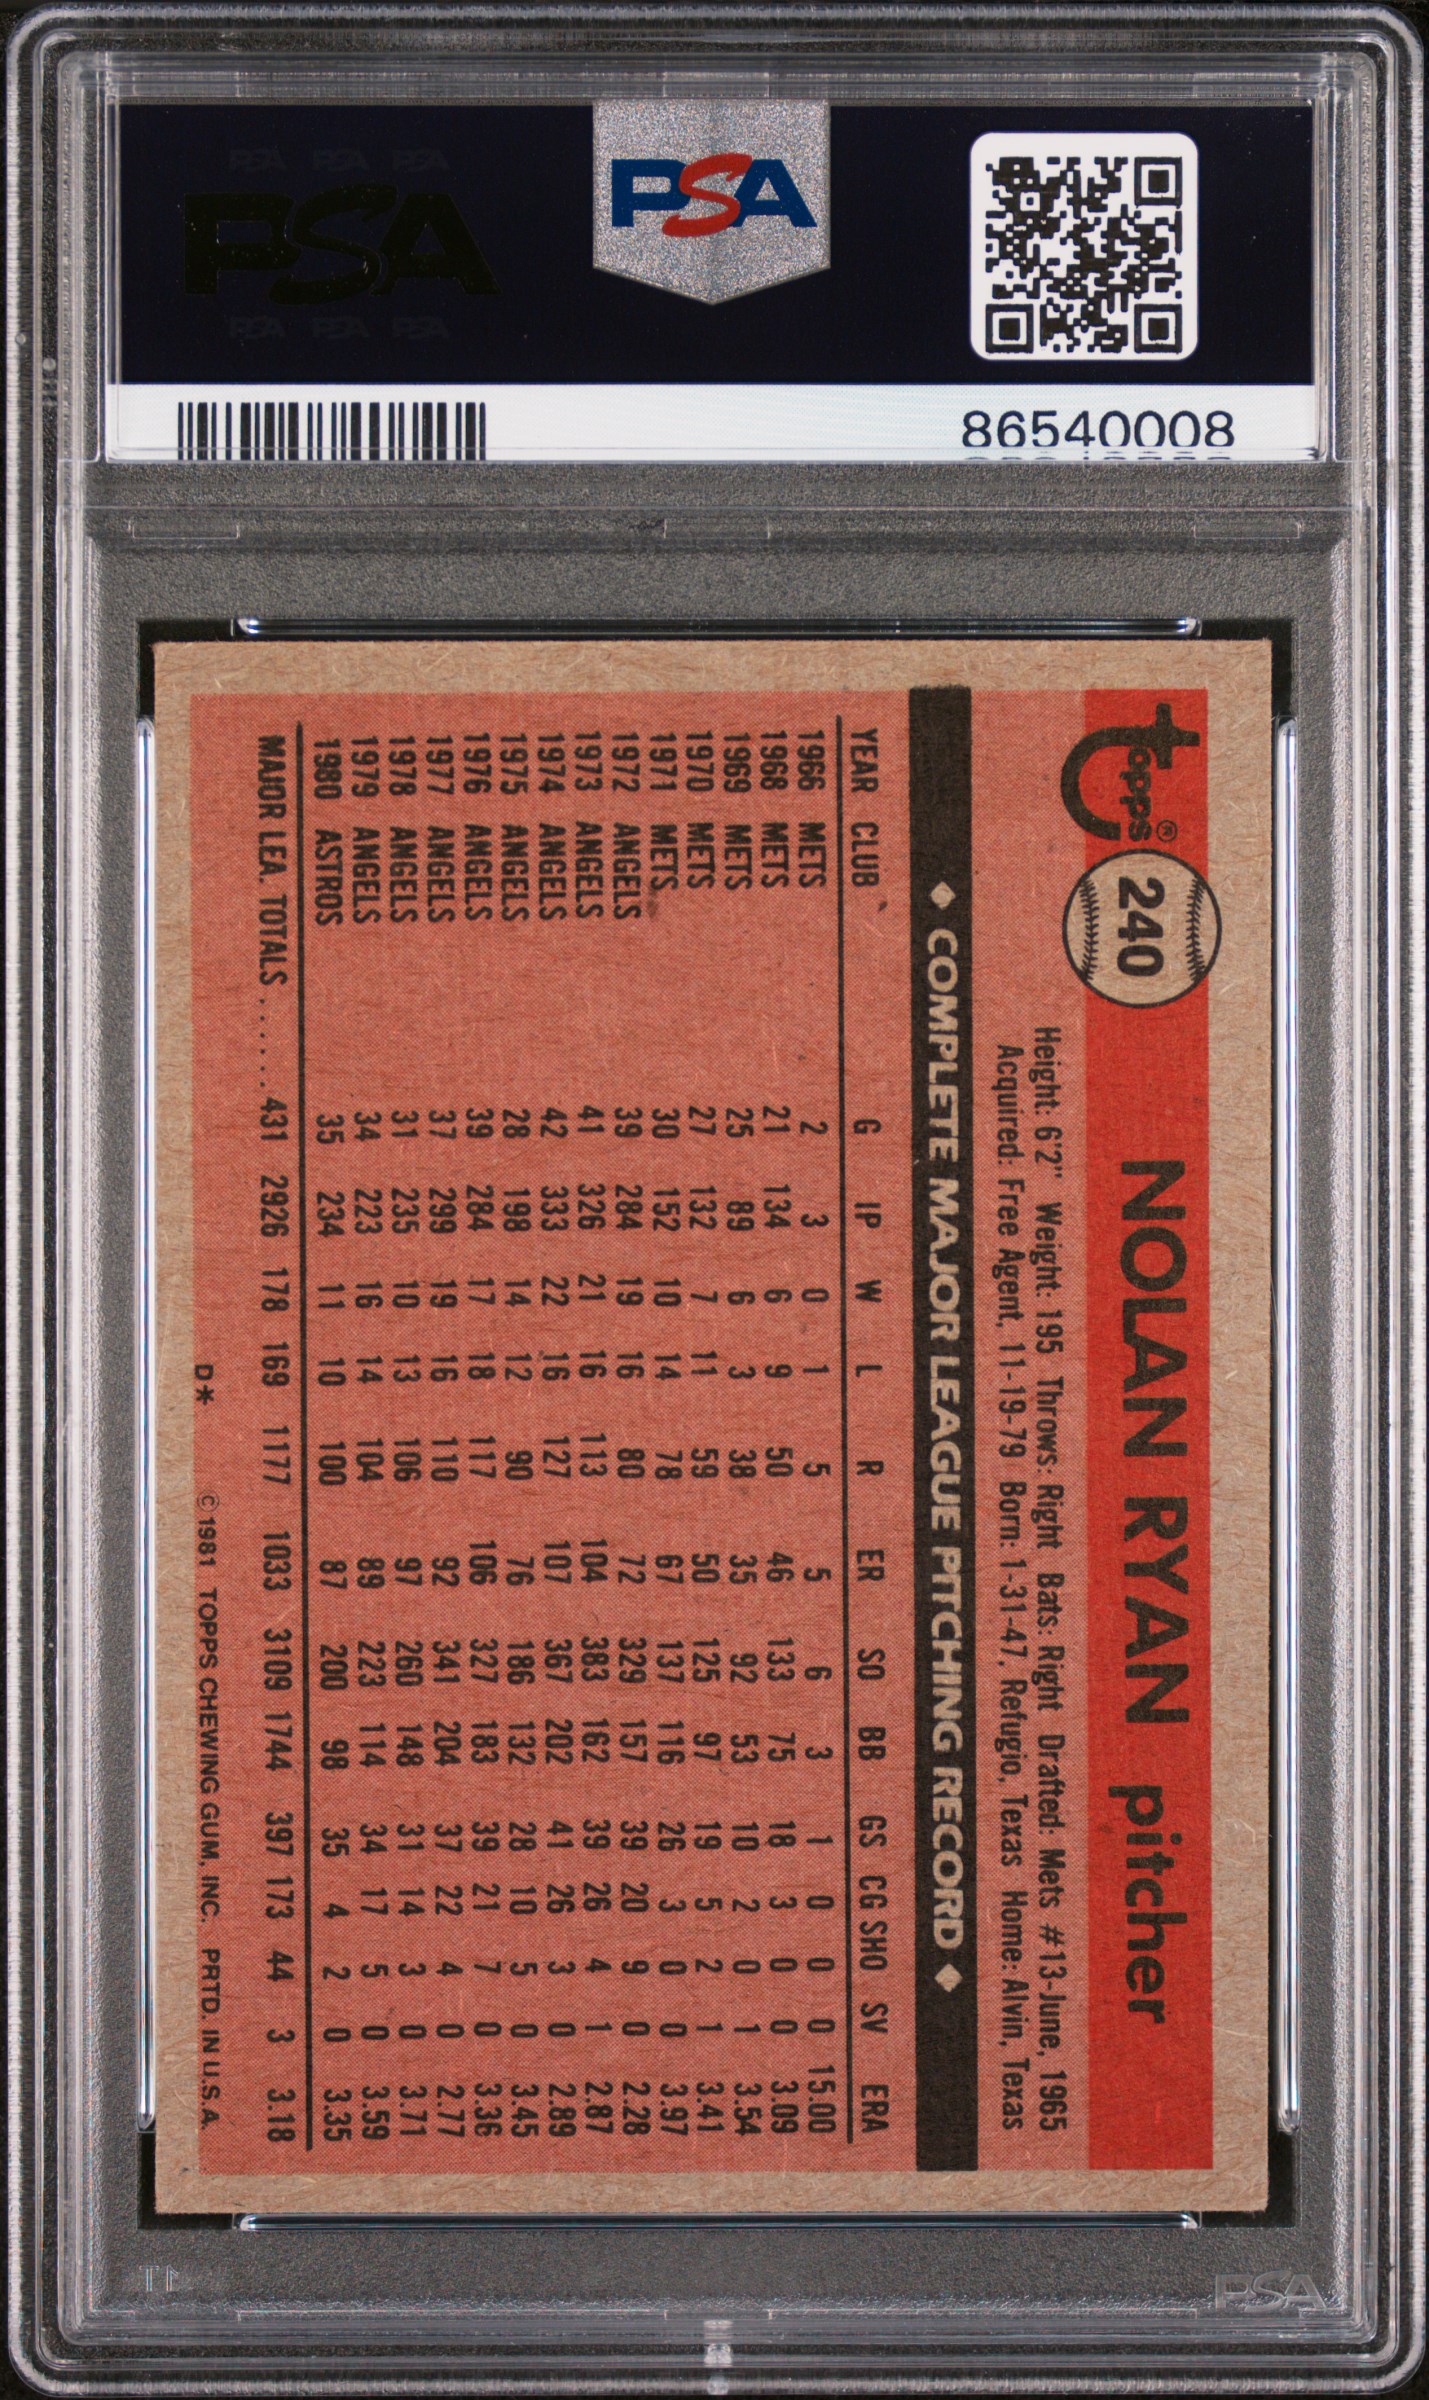 PSA PSA PSA
PSA
PSA PSA PSA
PSA
86540008
topps®
240
NOLAN RYAN pitcher
Height: 6'2" Weight: 195 Throws: Right Bats: Right Drafted: Mets #13-June, 1965
Acquired: Free Agent, 11-19-79 Born: 1-31-47, Refugio, Texas Home: Alvin, Texas
◆ COMPLETE MAJOR LEAGUE PITCHING RECORD ◆
YEAR CLUB G IP W L R ER SO BB GS CG SHO SV ERA
1966 METS 2 3 0 1 5 5 6 3 1 0 0 0 15.00
1968 METS 21 134 6 9 50 46 133 75 18 3 0 0 3.09
1969 METS 25 89 6 3 38 35 92 53 10 2 0 1 3.54
1970 METS 27 132 7 11 59 50 125 97 19 5 2 1 3.41
1971 METS 30 152 10 14 78 67 137 116 26 3 0 0 3.97
1972 ANGELS 39 284 19 16 80 72 329 157 39 20 9 0 2.28
1973 ANGELS 41 326 21 16 113 104 383 162 39 26 4 1 2.87
1974 ANGELS 42 333 22 16 127 107 367 202 41 26 3 0 2.89
1975 ANGELS 28 198 14 12 90 76 186 132 28 10 5 0 3.45
1976 ANGELS 39 284 17 18 117 106 327 183 39 21 7 0 3.36
1977 ANGELS 37 299 19 16 110 92 341 204 37 22 4 0 2.77
1978 ANGELS 31 235 10 13 106 97 260 148 31 14 3 0 3.71
1979 ANGELS 34 223 16 14 104 89 223 114 34 17 5 0 3.59
1980 ASTROS 35 234 11 10 100 87 200 98 35 4 2 0 3.35
MAJOR LEA. TOTALS ...... 431 2926 178 169 1177 1033 3109 1744 397 173 44 3 3.18
D* © 1981 TOPPS CHEWING GUM, INC. PRTD. IN U.S.A.
PSA